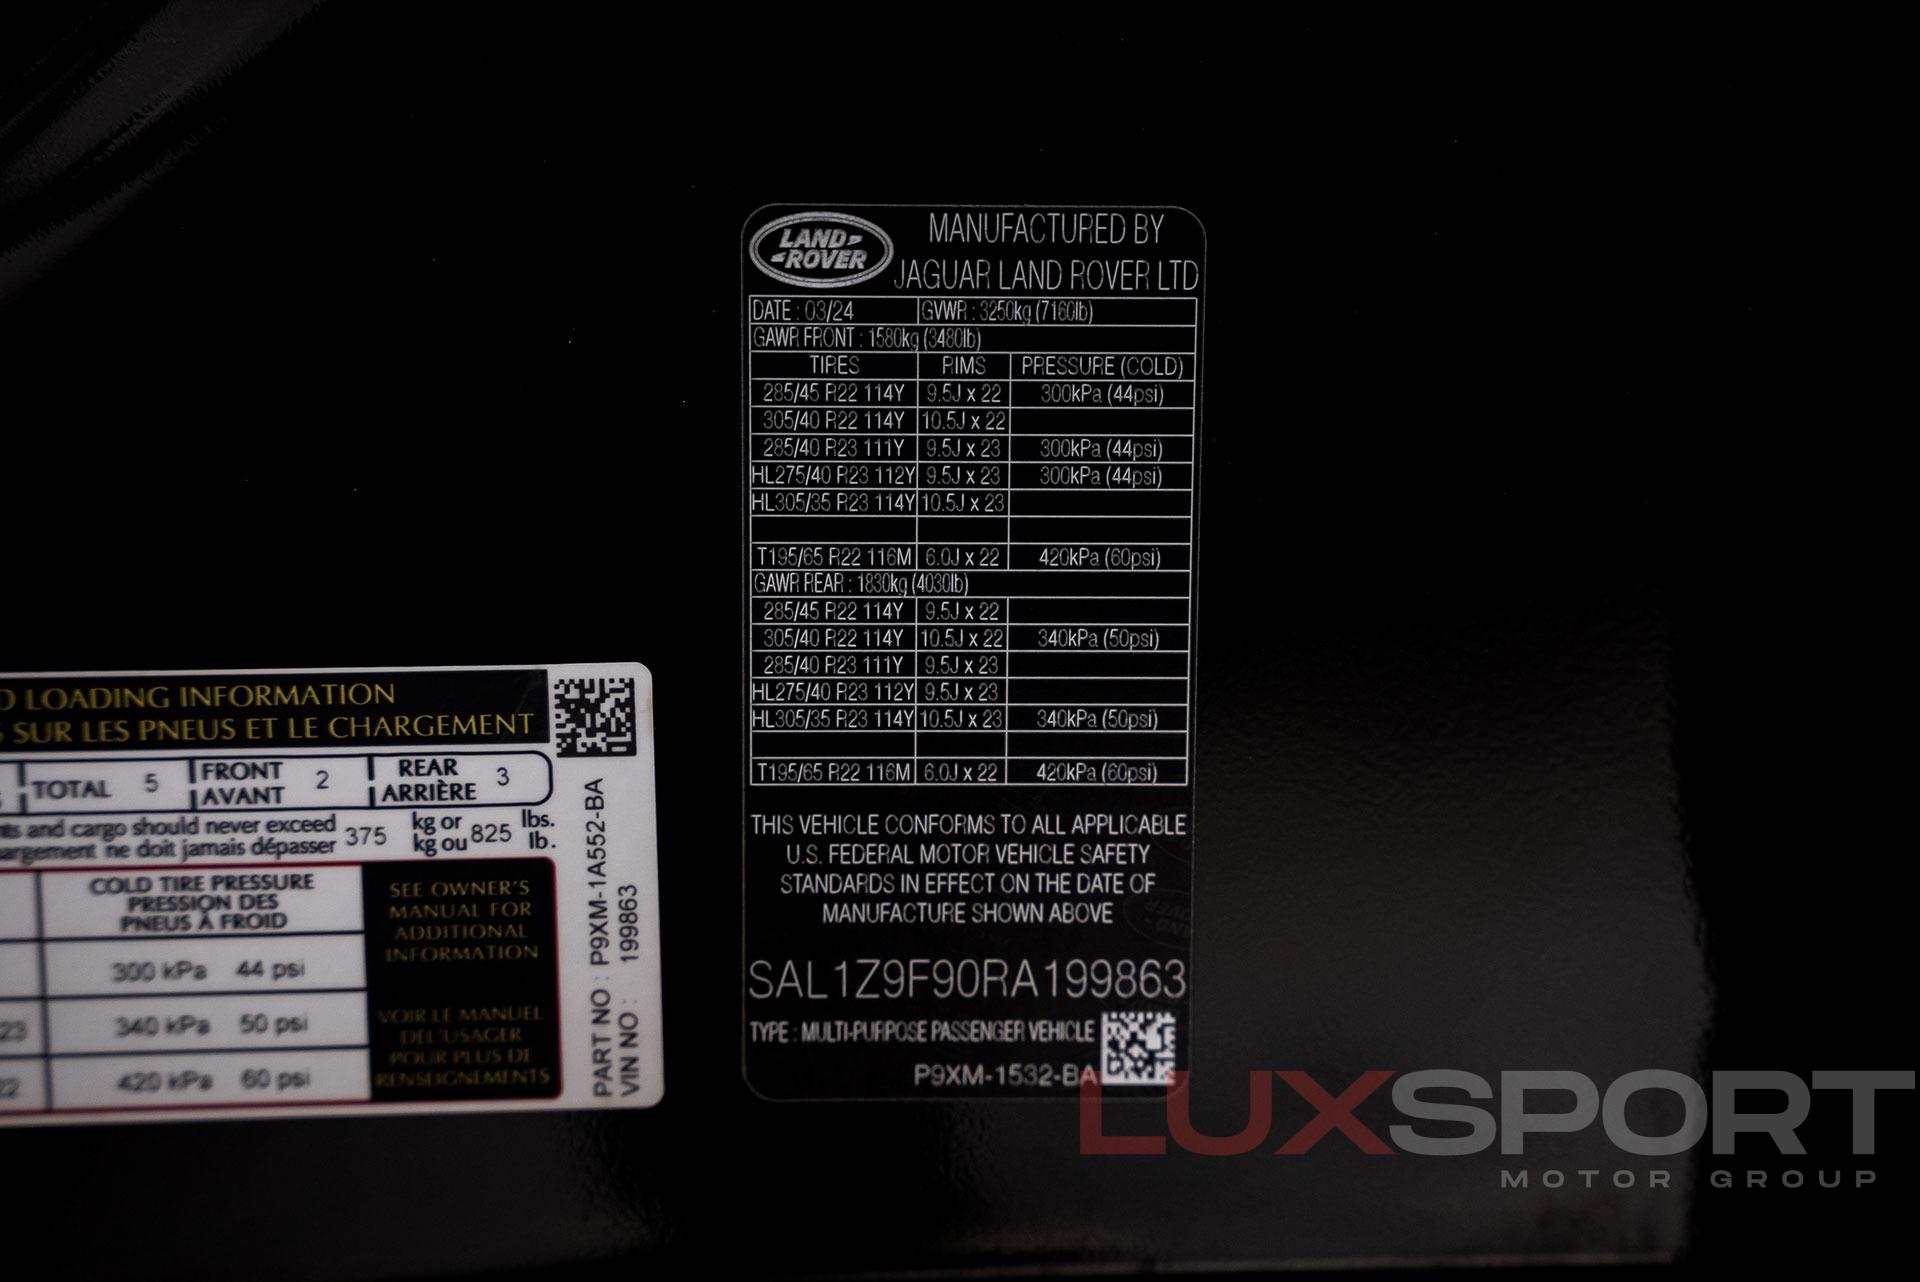 LAND ROVER
MANUFACTURED BY
JAGUAR LAND ROVER LTD
DATE : 03/24 GVWR : 3250kg (7160lb)
GAWR FRONT : 1580kg (3480lb)
TIRES RIMS PRESSURE (COLD)
285/45 R22 114Y 9.5J x 22 300kPa (44psi)
305/40 R22 114Y 10.5J x 22
285/40 R23 111Y 9.5J x 23 300kPa (44psi)
HL275/40 R23 112Y 9.5J x 23 300kPa (44psi)
HL305/35 R23 114Y 10.5J x 23
T195/65 R22 116M 6.0J x 22 420kPa (60psi)
GAWR REAR : 1830kg (4030lb)
285/45 R22 114Y 9.5J x 22
305/40 R22 114Y 10.5J x 22 340kPa (50psi)
285/40 R23 111Y 9.5J x 23
HL275/40 R23 112Y 9.5J x 23
HL305/35 R23 114Y 10.5J x 23 340kPa (50psi)
T195/65 R22 116M 6.0J x 22 420kPa (60psi)
THIS VEHICLE CONFORMS TO ALL APPLICABLE
U.S. FEDERAL MOTOR VEHICLE SAFETY
STANDARDS IN EFFECT ON THE DATE OF
MANUFACTURE SHOWN ABOVE
SAL1Z9F90RA199863
TYPE : MULTI-PURPOSE PASSENGER VEHICLE
P9XM-1532-BA
LOADING INFORMATION
SUR LES PNEUS ET LE CHARGEMENT
TOTAL 5 FRONT AVANT 2 REAR ARRIÈRE 3
and cargo should never exceed 375 kg or 825 lbs.
ne doit jamais dépasser kg ou lb.
COLD TIRE PRESSURE
PRESSION DES
PNEUS À FROID
300 kPa 44 psi
23 340 kPa 50 psi
22 420 kPa 60 psi
SEE OWNER'S
MANUAL FOR
ADDITIONAL
INFORMATION
VOIR LE MANUEL
DEL'USAGER
POUR PLUS DE
RENSEIGNEMENTS
PART NO : P9XM-1A552-BA
VIN NO : 199863
LUXSPORT
MOTOR GROUP